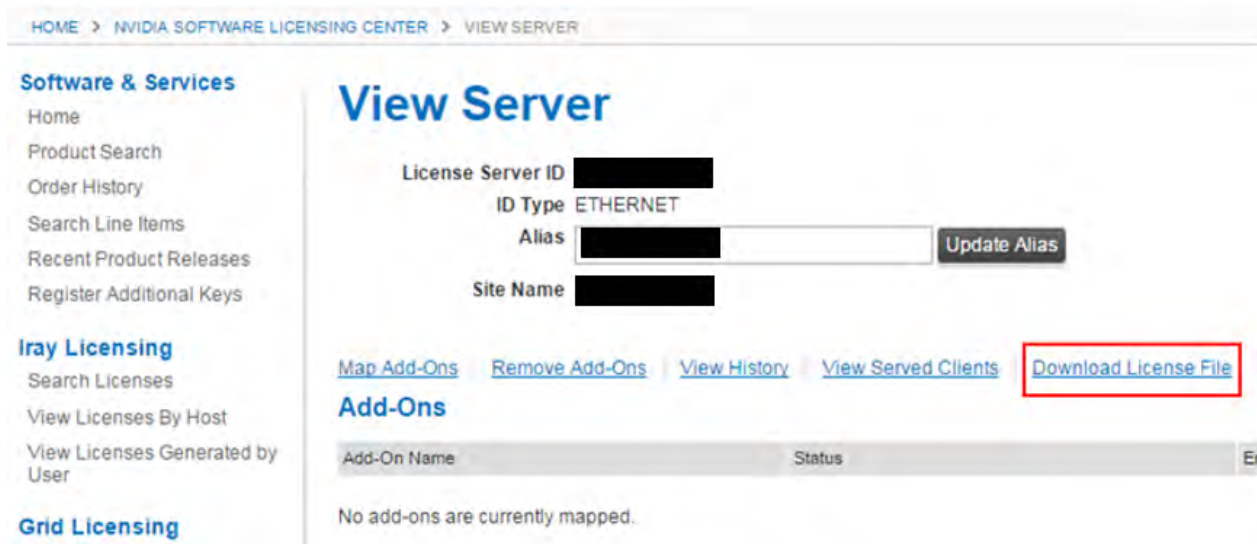 HOME > NVIDIA SOFTWARE LICENSING CENTER > VIEW SERVER
Software & Services
Home
Product Search
Order History
Search Line Items
Recent Product Releases
Register Additional Keys
Iray Licensing
Search Licenses
View Licenses By Host
View Licenses Generated by
User
Grid Licensing
View Server
License Server ID
ID Type ETHERNET
Alias Update Alias
Site Name
Map Add-Ons Remove Add-Ons View History View Served Clients Download License File
Add-Ons
Add-On Name Status
No add-ons are currently mapped.